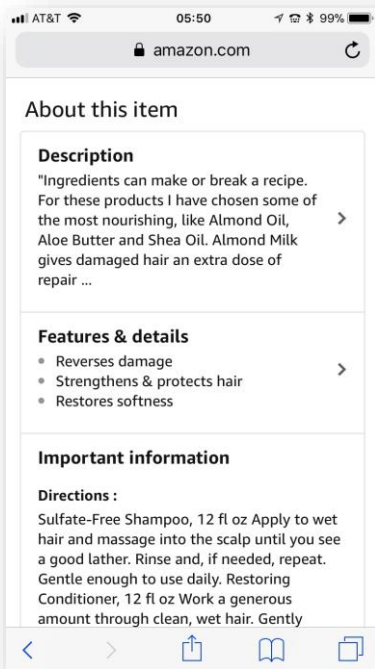 AT&T 05:50 99%
amazon.com
About this item
Description
"Ingredients can make or break a recipe.
For these products I have chosen some of
the most nourishing, like Almond Oil,
Aloe Butter and Shea Oil. Almond Milk
gives damaged hair an extra dose of
repair ...
Features & details
• Reverses damage
• Strengthens & protects hair
• Restores softness
Important information
Directions :
Sulfate-Free Shampoo, 12 fl oz Apply to wet
hair and massage into the scalp until you see
a good lather. Rinse and, if needed, repeat.
Gentle enough to use daily. Restoring
Conditioner, 12 fl oz Work a generous
amount through clean, wet hair. Gently